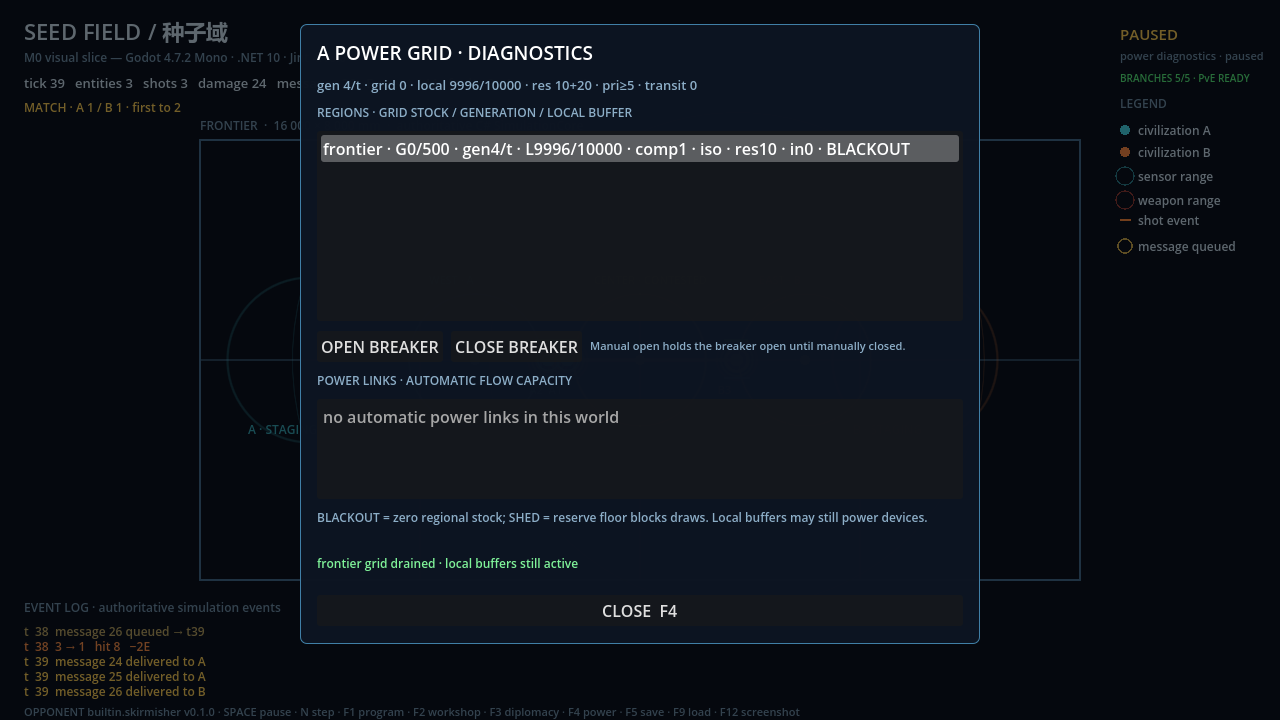 SEED FIELD / 种子域
M0 visual slice — Godot 4.7.2 Mono · .NET 10 ·
tick 39 entities 3 shots 3 damage 24
MATCH · A 1 / B 1 · first to 2
FRONTIER · 16 00
A · STAGI
A POWER GRID · DIAGNOSTICS
gen 4/t · grid 0 · local 9996/10000 · res 10+20 · pri≥5 · transit 0
REGIONS · GRID STOCK / GENERATION / LOCAL BUFFER
frontier · G0/500 · gen4/t · L9996/10000 · comp1 · iso · res10 · in0 · BLACKOUT
OPEN BREAKER CLOSE BREAKER Manual open holds the breaker open until manually closed.
POWER LINKS · AUTOMATIC FLOW CAPACITY
no automatic power links in this world
BLACKOUT = zero regional stock; SHED = reserve floor blocks draws. Local buffers may still power devices.
frontier grid drained · local buffers still active
CLOSE F4
PAUSED
power diagnostics · paused
BRANCHES 5/5 · PvE READY
LEGEND
civilization A
civilization B
sensor range
weapon range
shot event
message queued
EVENT LOG · authoritative simulation events
t 38 message 26 queued → t39
t 38 3 → 1 hit 8 −2E
t 39 message 24 delivered to A
t 39 message 25 delivered to A
t 39 message 26 delivered to B
OPPONENT builtin.skirmisher v0.1.0 · SPACE pause · N step · F1 program · F2 workshop · F3 diplomacy · F4 power · F5 save · F9 load · F12 screenshot